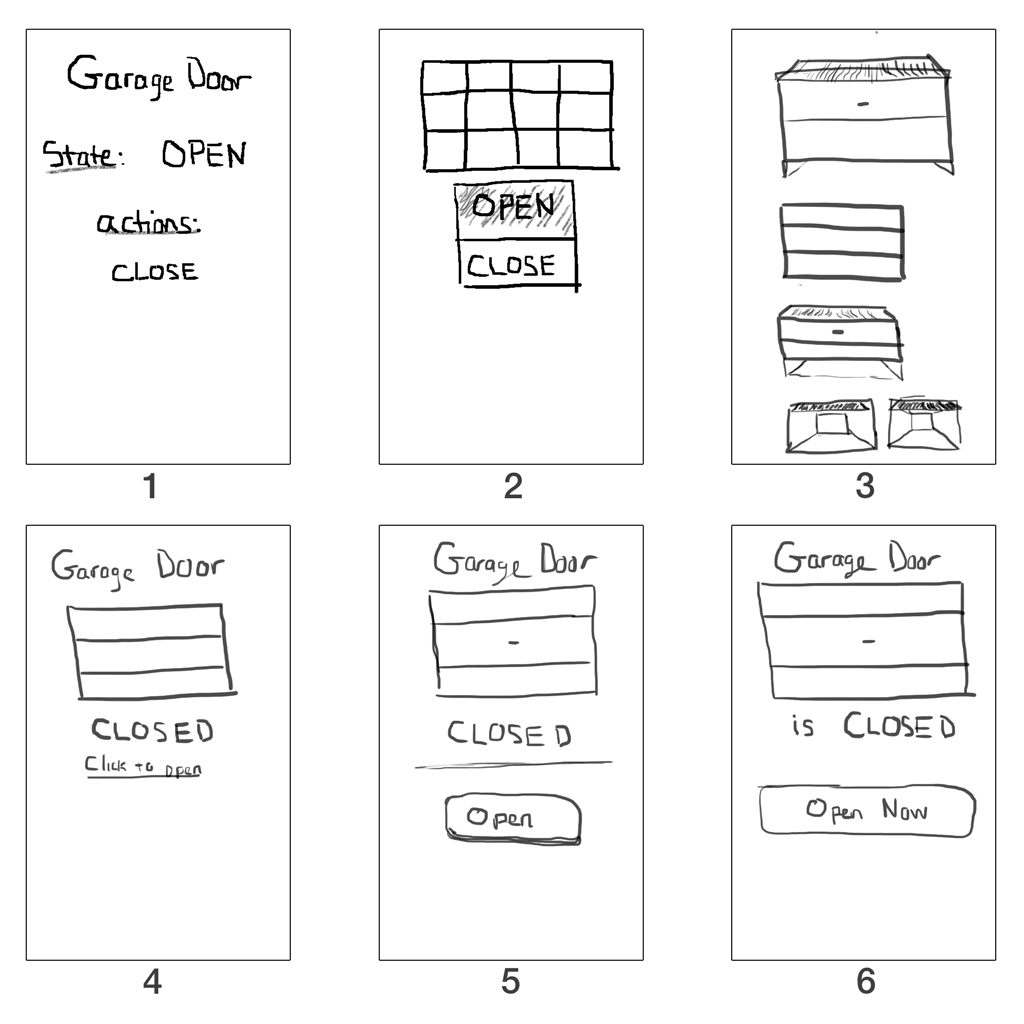 Garage Door
State: OPEN
actions:
CLOSE
1
OPEN
CLOSE
2
3
Garage Door
CLOSED
Click to open
4
Garage Door
CLOSED
Open
5
Garage Door
is CLOSED
Open Now
6